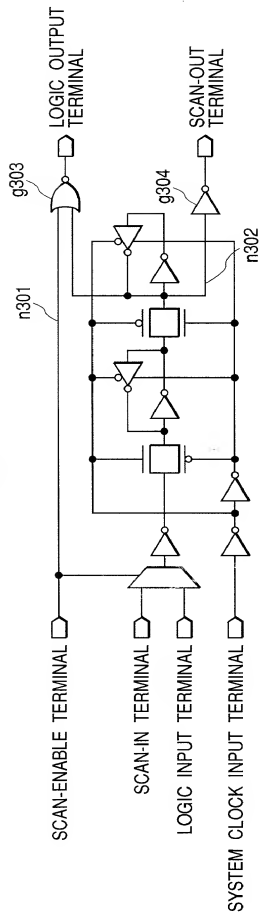 SCAN-ENABLE TERMINAL
SCAN-IN TERMINAL
LOGIC INPUT TERMINAL
SYSTEM CLOCK INPUT TERMINAL
n301
g303
LOGIC OUTPUT
TERMINAL
g304
n302
SCAN-OUT
TERMINAL